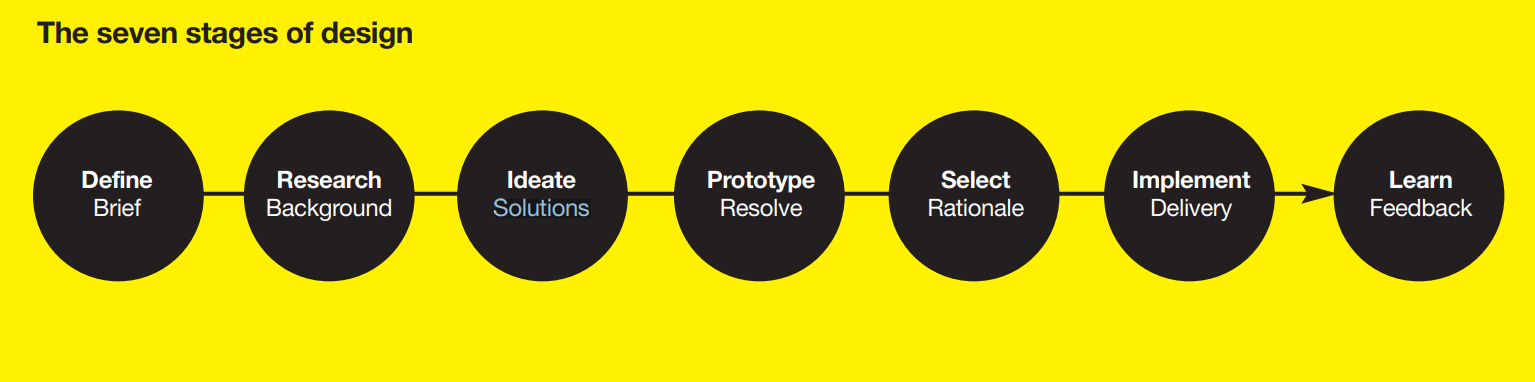 The seven stages of design
Define
Brief
Research
Background
Ideate
Solutions
Prototype
Resolve
Select
Rationale
Implement
Delivery
Learn
Feedback